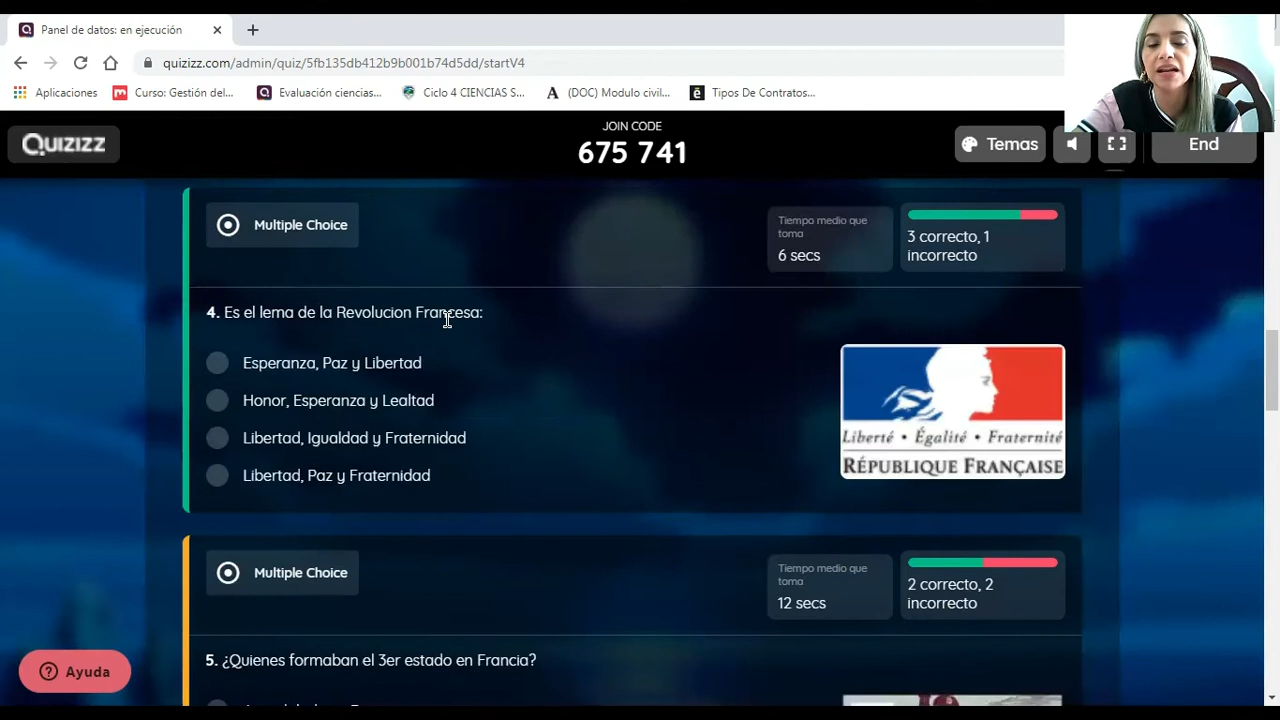 Panel de datos: en ejecución
quizizz.com/admin/quiz/5fb135db412b9b001b74d5dd/startV4
Aplicaciones
Curso: Gestión del...
Evaluación ciencias...
Ciclo 4 CIENCIAS S...
(DOC) Modulo civil...
Tipos De Contratos...
Quizizz
JOIN CODE
675 741
Temas
End
Multiple Choice
Tiempo medio que
toma
6 secs
3 correcto, 1
incorrecto
4. Es el lema de la Revolucion Francesa:
Esperanza, Paz y Libertad
Honor, Esperanza y Lealtad
Libertad, Igualdad y Fraternidad
Libertad, Paz y Fraternidad
Liberté • Égalité • Fraternité
RÉPUBLIQUE FRANÇAISE
Multiple Choice
Tiempo medio que
toma
12 secs
2 correcto, 2
incorrecto
5. ¿Quienes formaban el 3er estado en Francia?
Ayuda